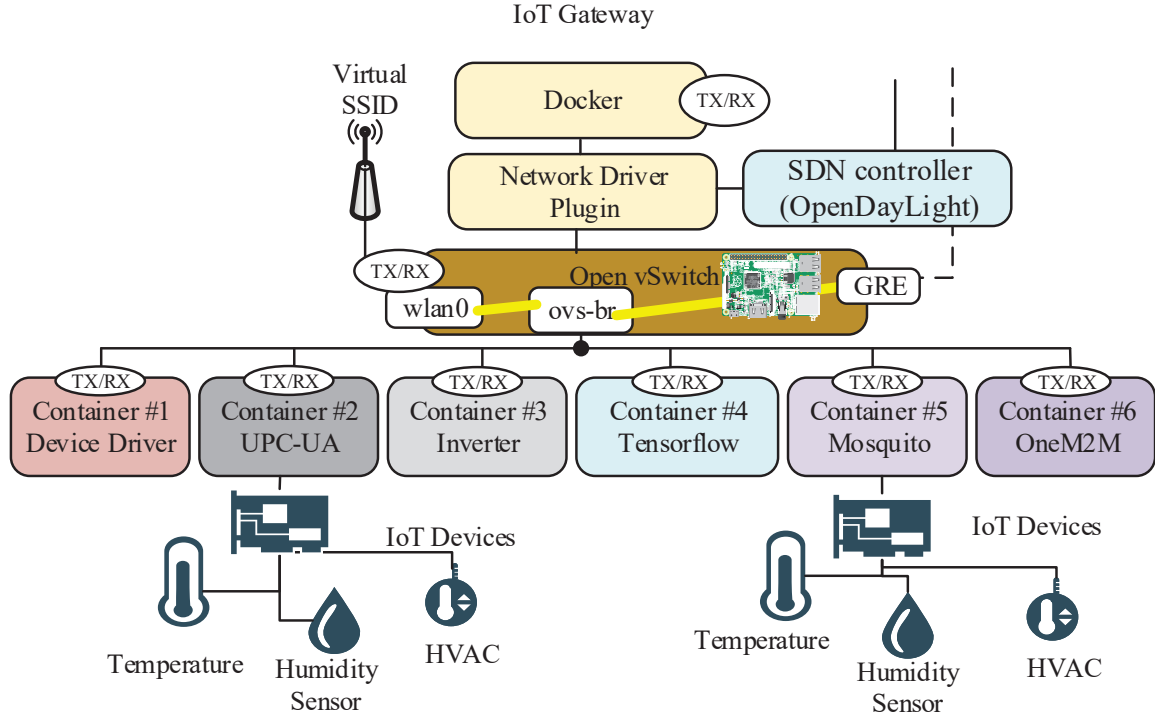 IoT Gateway
Virtual
SSID
Docker
TX/RX
Network Driver
Plugin
SDN controller
(OpenDayLight)
TX/RX
Open vSwitch
GRE
wlan0
ovs-br
TX/RX
TX/RX
TX/RX
TX/RX
TX/RX
TX/RX
Container #1
Device Driver
Container #2
UPC-UA
Container #3
Inverter
Container #4
Tensorflow
Container #5
Mosquito
Container #6
OneM2M
IoT Devices
Temperature
Humidity
Sensor
HVAC
IoT Devices
Temperature
Humidity
Sensor
HVAC